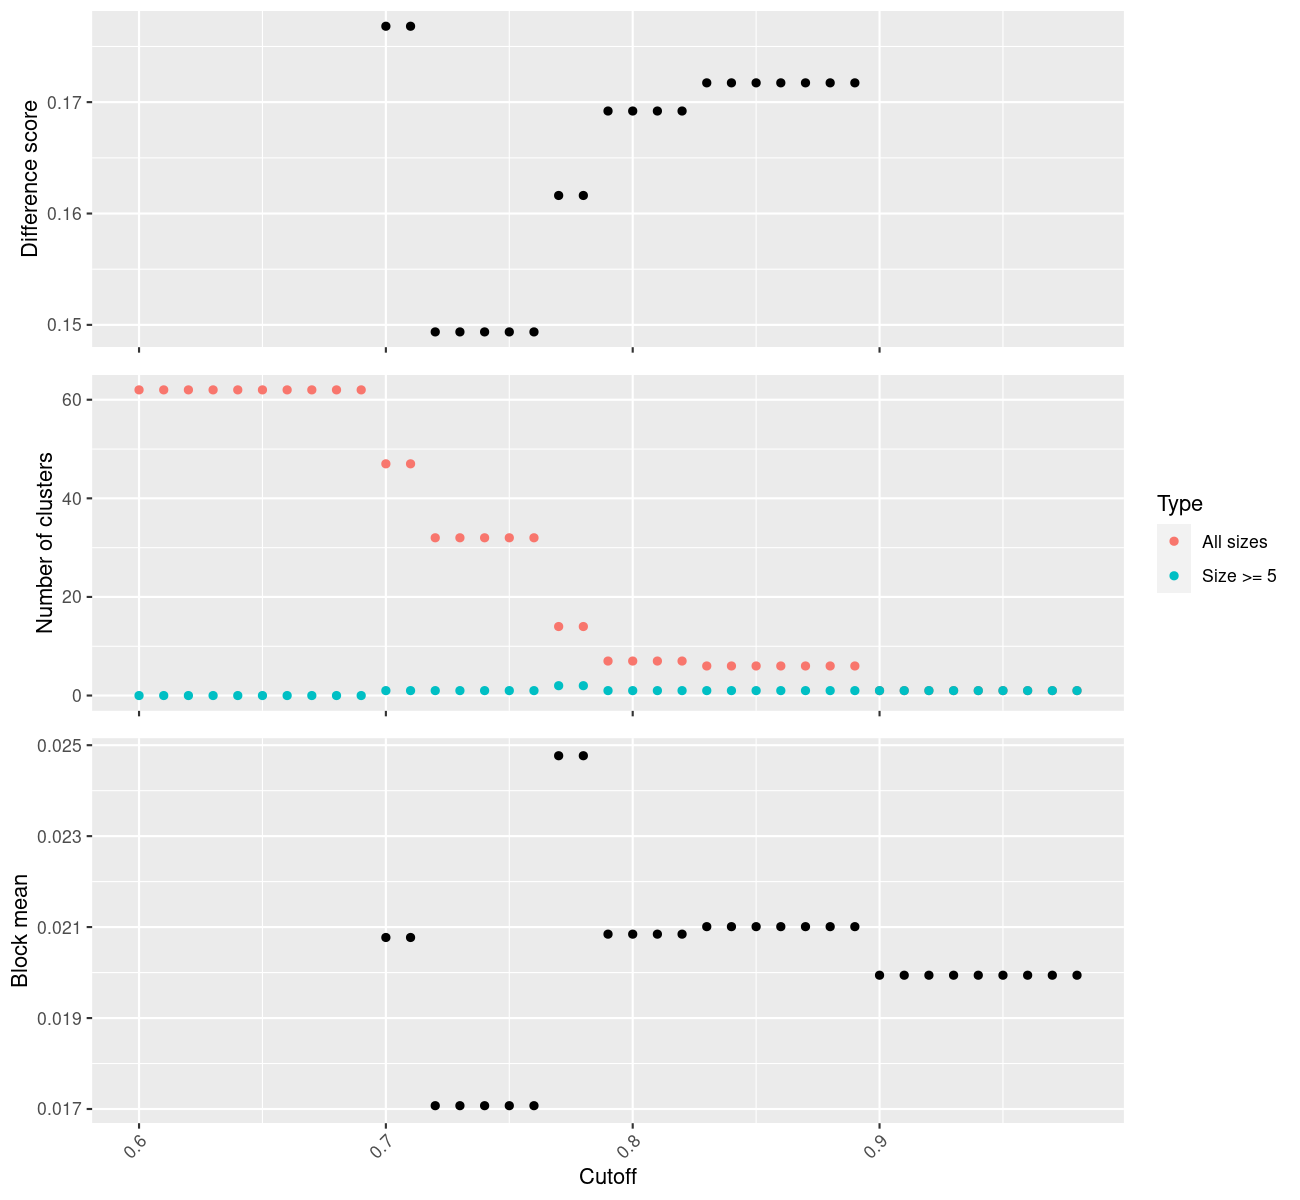 Difference score
0.17
0.16
0.15
Number of clusters
60
40
20
0
Type
All sizes
Size >= 5
Block mean
0.025
0.023
0.021
0.019
0.017
0.6
0.7
0.8
0.9
Cutoff